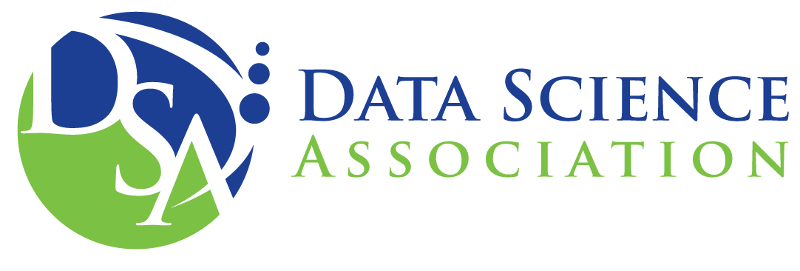 DSA
DATA SCIENCE
ASSOCIATION